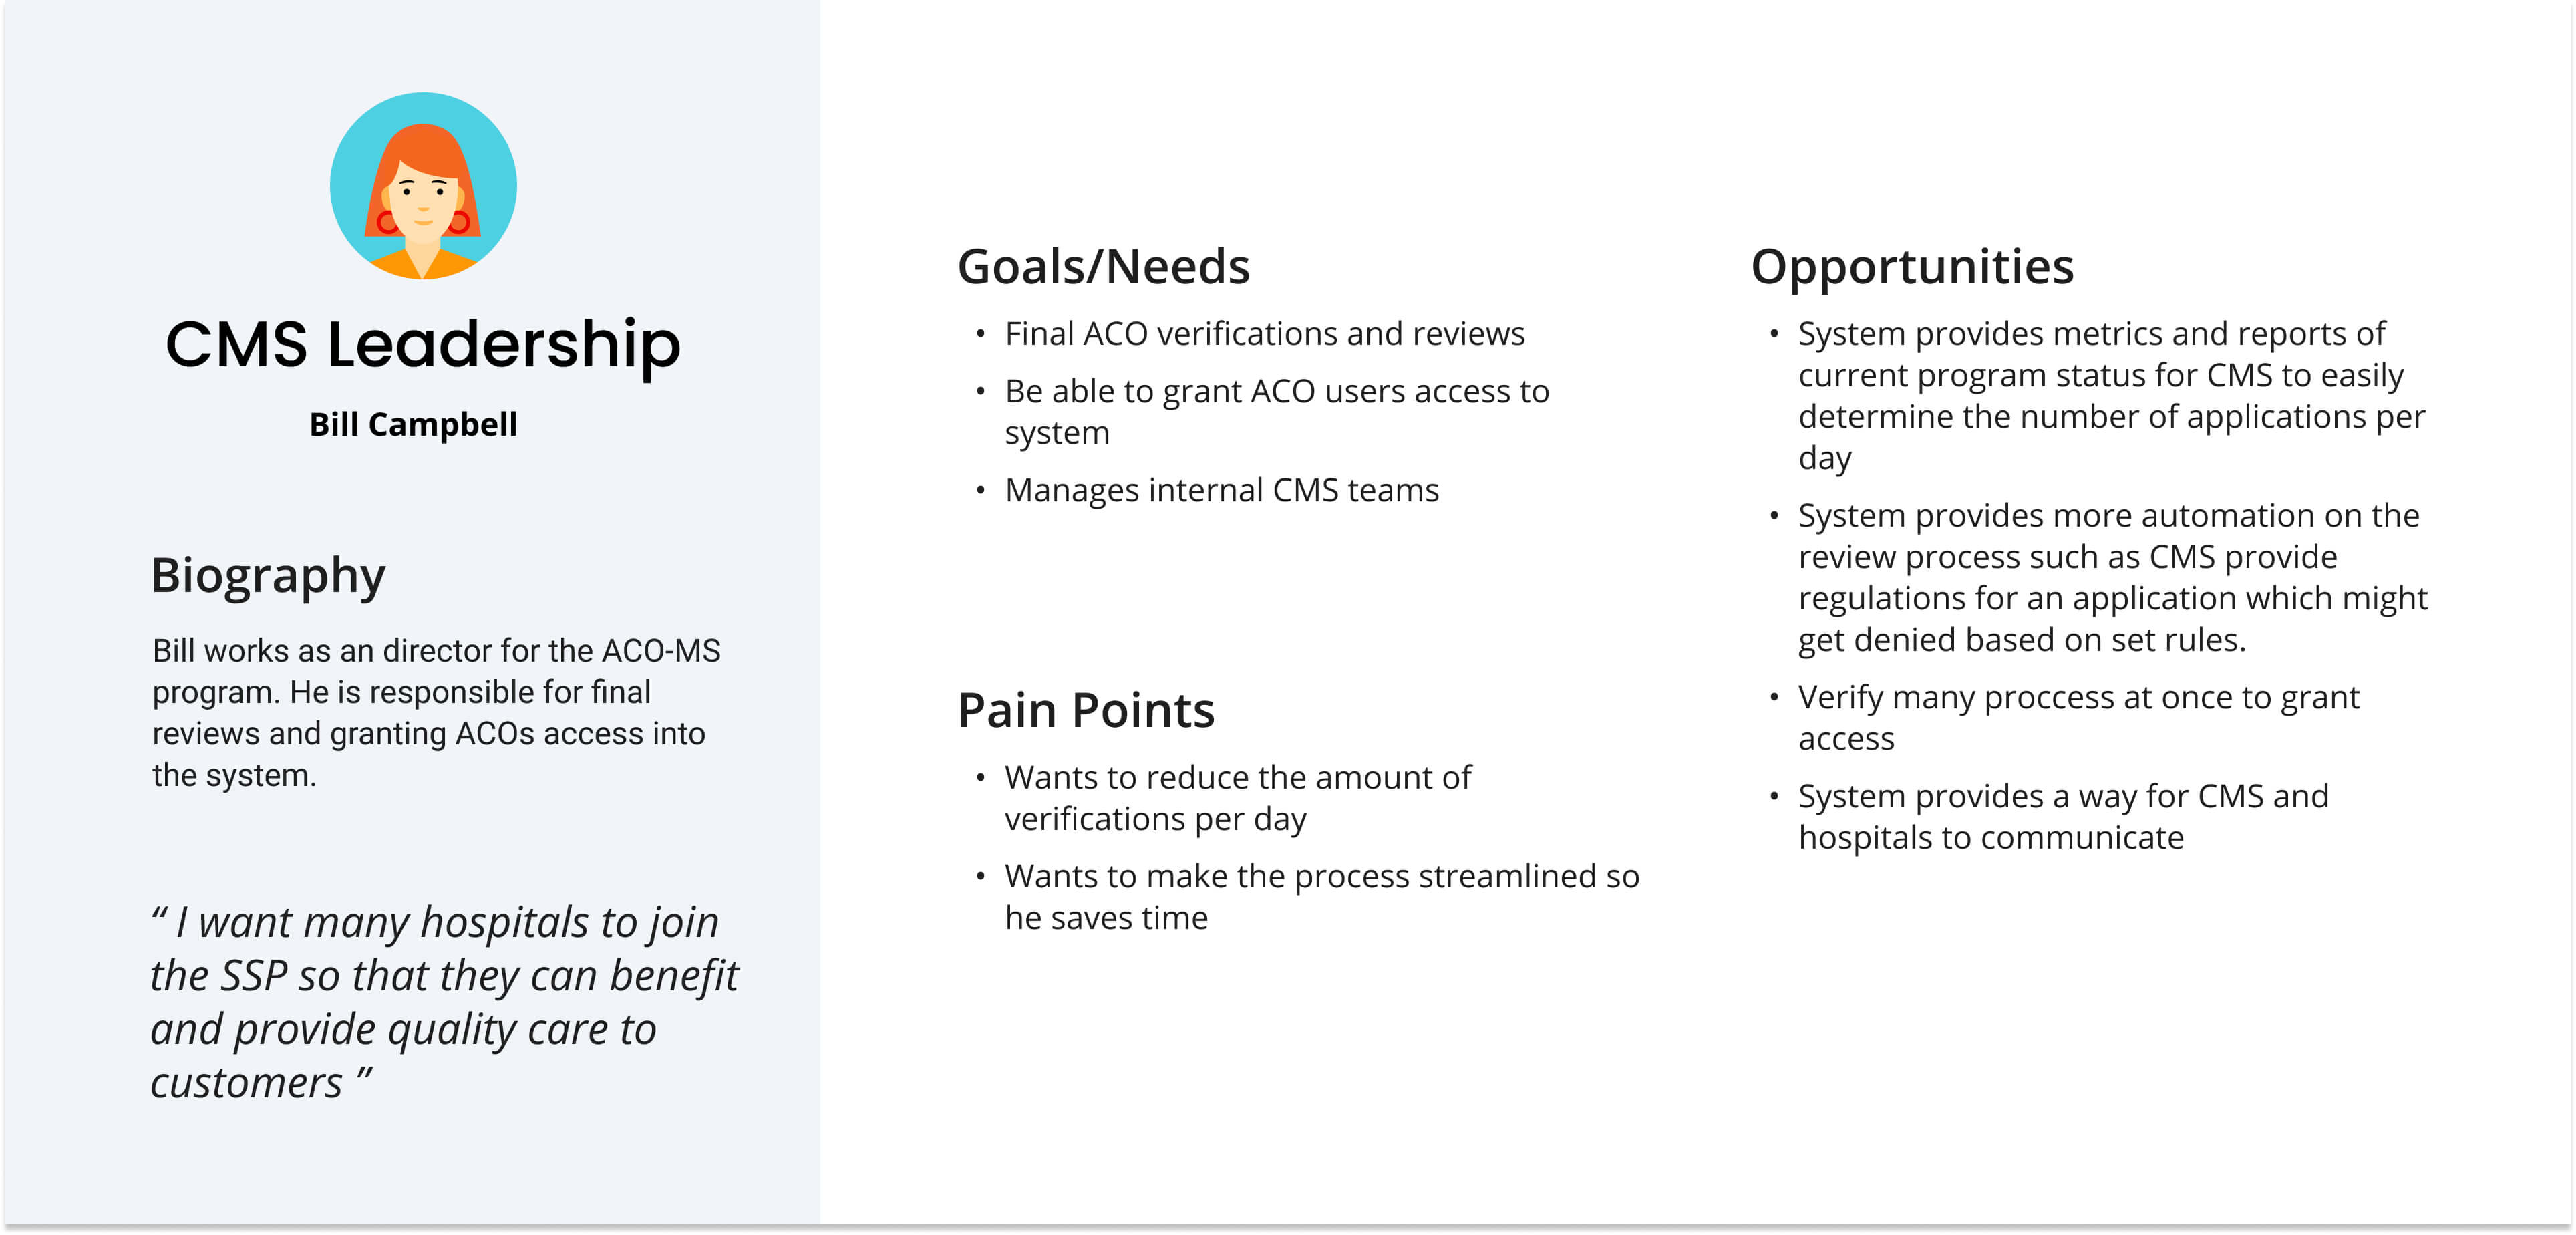 CMS Leadership
Bill Campbell
Biography
Bill works as an director for the ACO-MS
program. He is responsible for final
reviews and granting ACOs access into
the system.
“ I want many hospitals to join
the SSP so that they can benefit
and provide quality care to
customers ”
Goals/Needs
• Final ACO verifications and reviews
• Be able to grant ACO users access to
system
• Manages internal CMS teams
Pain Points
• Wants to reduce the amount of
verifications per day
• Wants to make the process streamlined so
he saves time
Opportunities
• System provides metrics and reports of
current program status for CMS to easily
determine the number of applications per
day
• System provides more automation on the
review process such as CMS provide
regulations for an application which might
get denied based on set rules.
• Verify many proccess at once to grant
access
• System provides a way for CMS and
hospitals to communicate